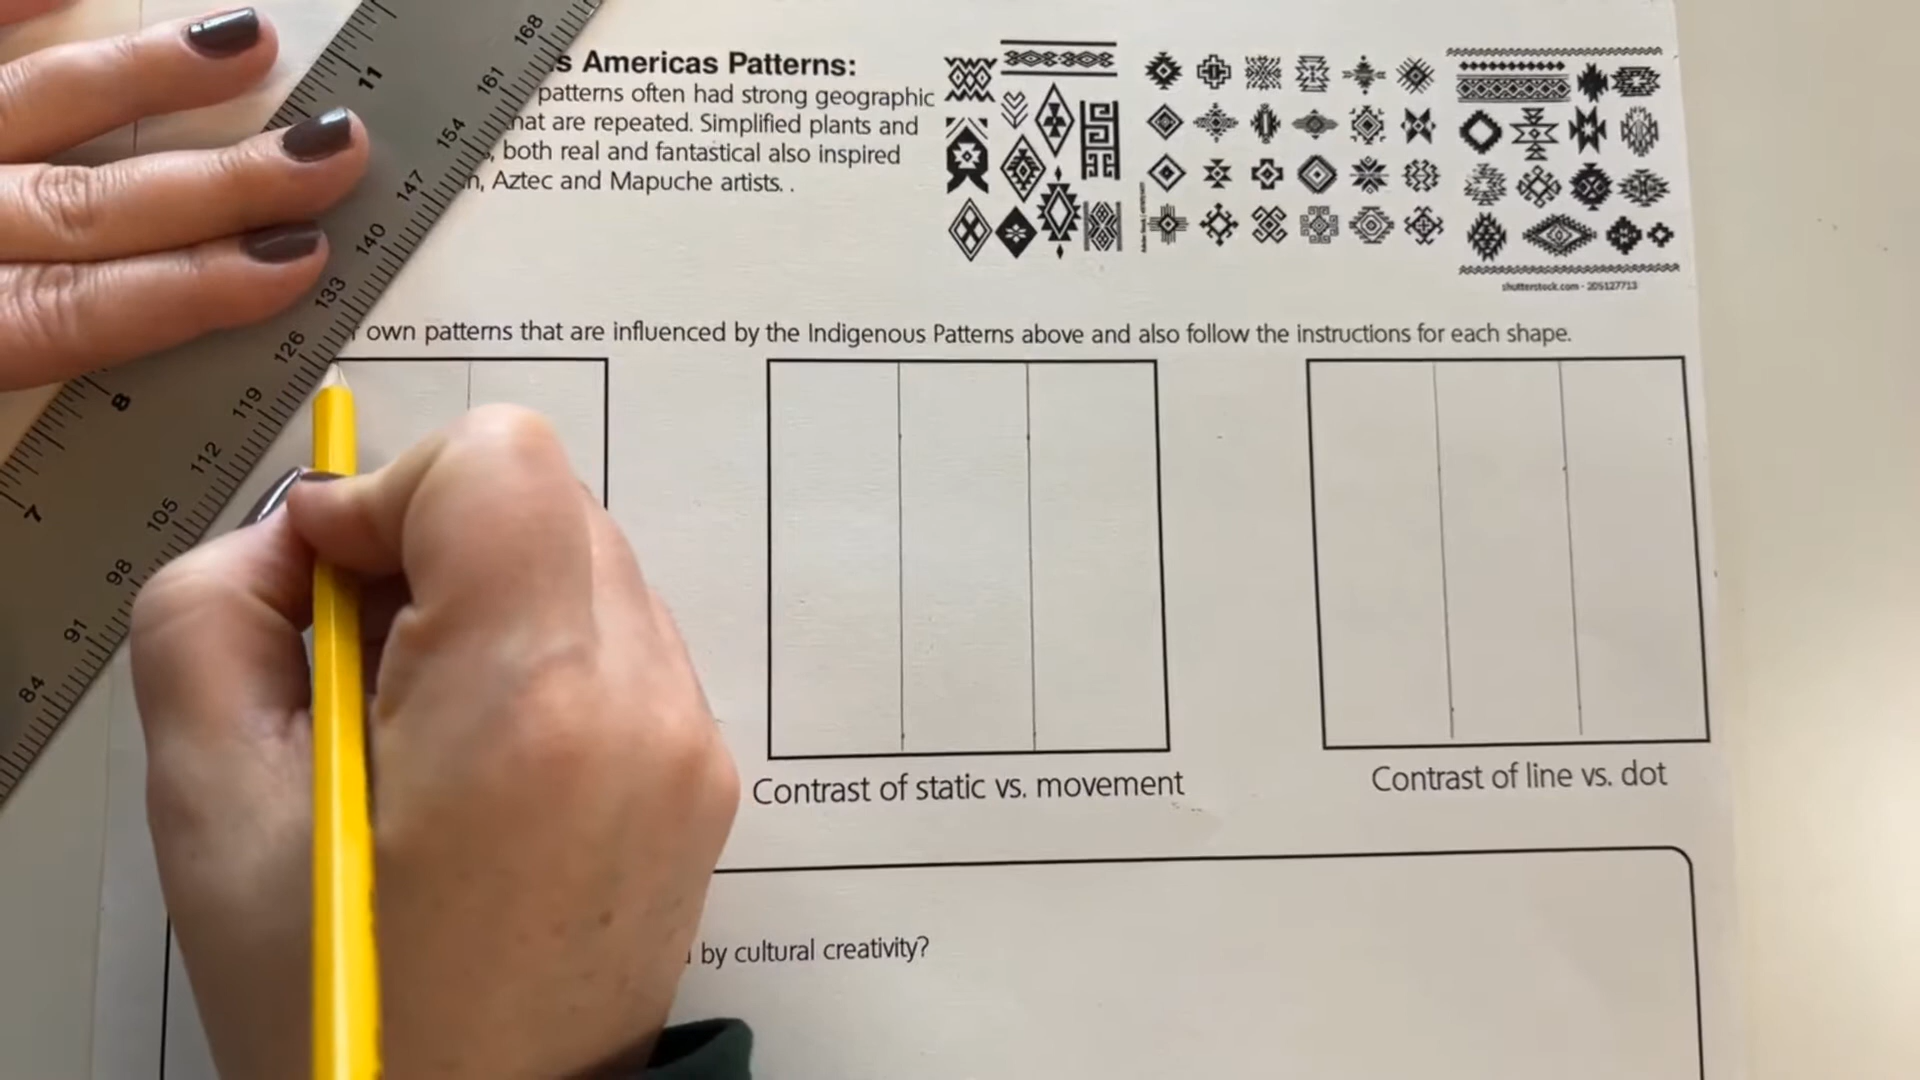 s Americas Patterns:
patterns often had strong geographic
hat are repeated. Simplified plants and
, both real and fantastical also inspired
n, Aztec and Mapuche artists. .
shutterstock.com · 205127713
own patterns that are influenced by the Indigenous Patterns above and also follow the instructions for each shape.
Contrast of static vs. movement
Contrast of line vs. dot
by cultural creativity?
11
8
7
168
161
154
147
140
133
126
119
112
105
98
91
84